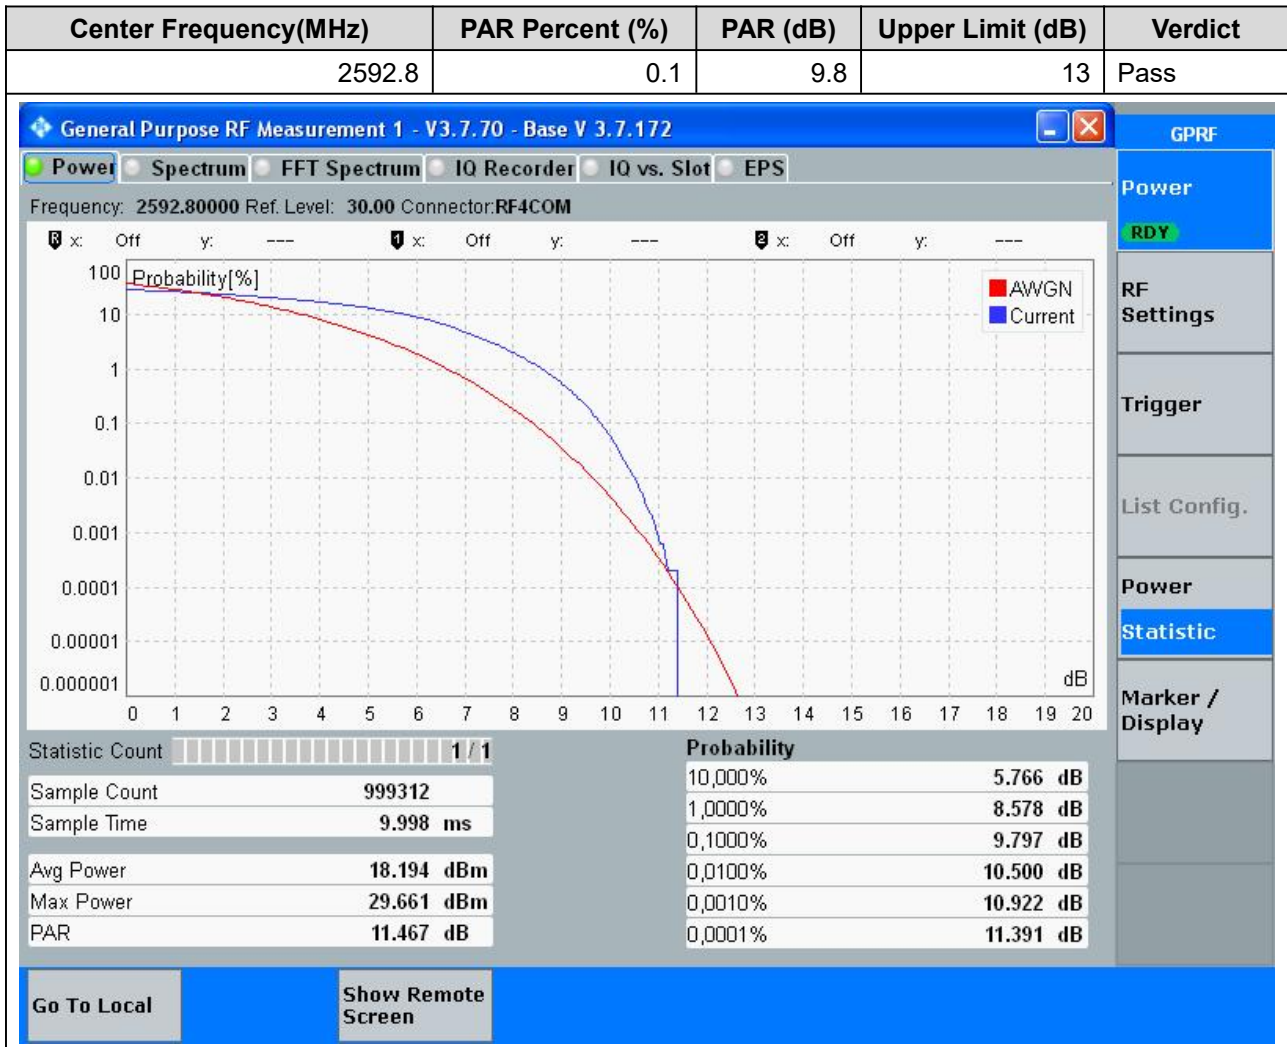 Center Frequency(MHz) PAR Percent (%) PAR (dB) Upper Limit (dB) Verdict
2592.8 0.1 9.8 13 Pass
General Purpose RF Measurement 1 - V3.7.70 - Base V 3.7.172
GPRF
Power Spectrum FFT Spectrum IQ Recorder IQ vs. Slot EPS
Frequency: 2592.80000 Ref. Level: 30.00 Connector:RF4COM
R x: Off y: --- 1 x: Off y: --- 2 x: Off y: ---
Probability[%]
AWGN
Current
100
10
1
0.1
0.01
0.001
0.0001
0.00001
0.000001
dB
0 1 2 3 4 5 6 7 8 9 10 11 12 13 14 15 16 17 18 19 20
Statistic Count 1 / 1
Sample Count 999312
Sample Time 9.998 ms
Avg Power 18.194 dBm
Max Power 29.661 dBm
PAR 11.467 dB
Probability
10,000% 5.766 dB
1,0000% 8.578 dB
0,1000% 9.797 dB
0,0100% 10.500 dB
0,0010% 10.922 dB
0,0001% 11.391 dB
Power
RDY
RF
Settings
Trigger
List Config.
Power
Statistic
Marker /
Display
Go To Local
Show Remote
Screen